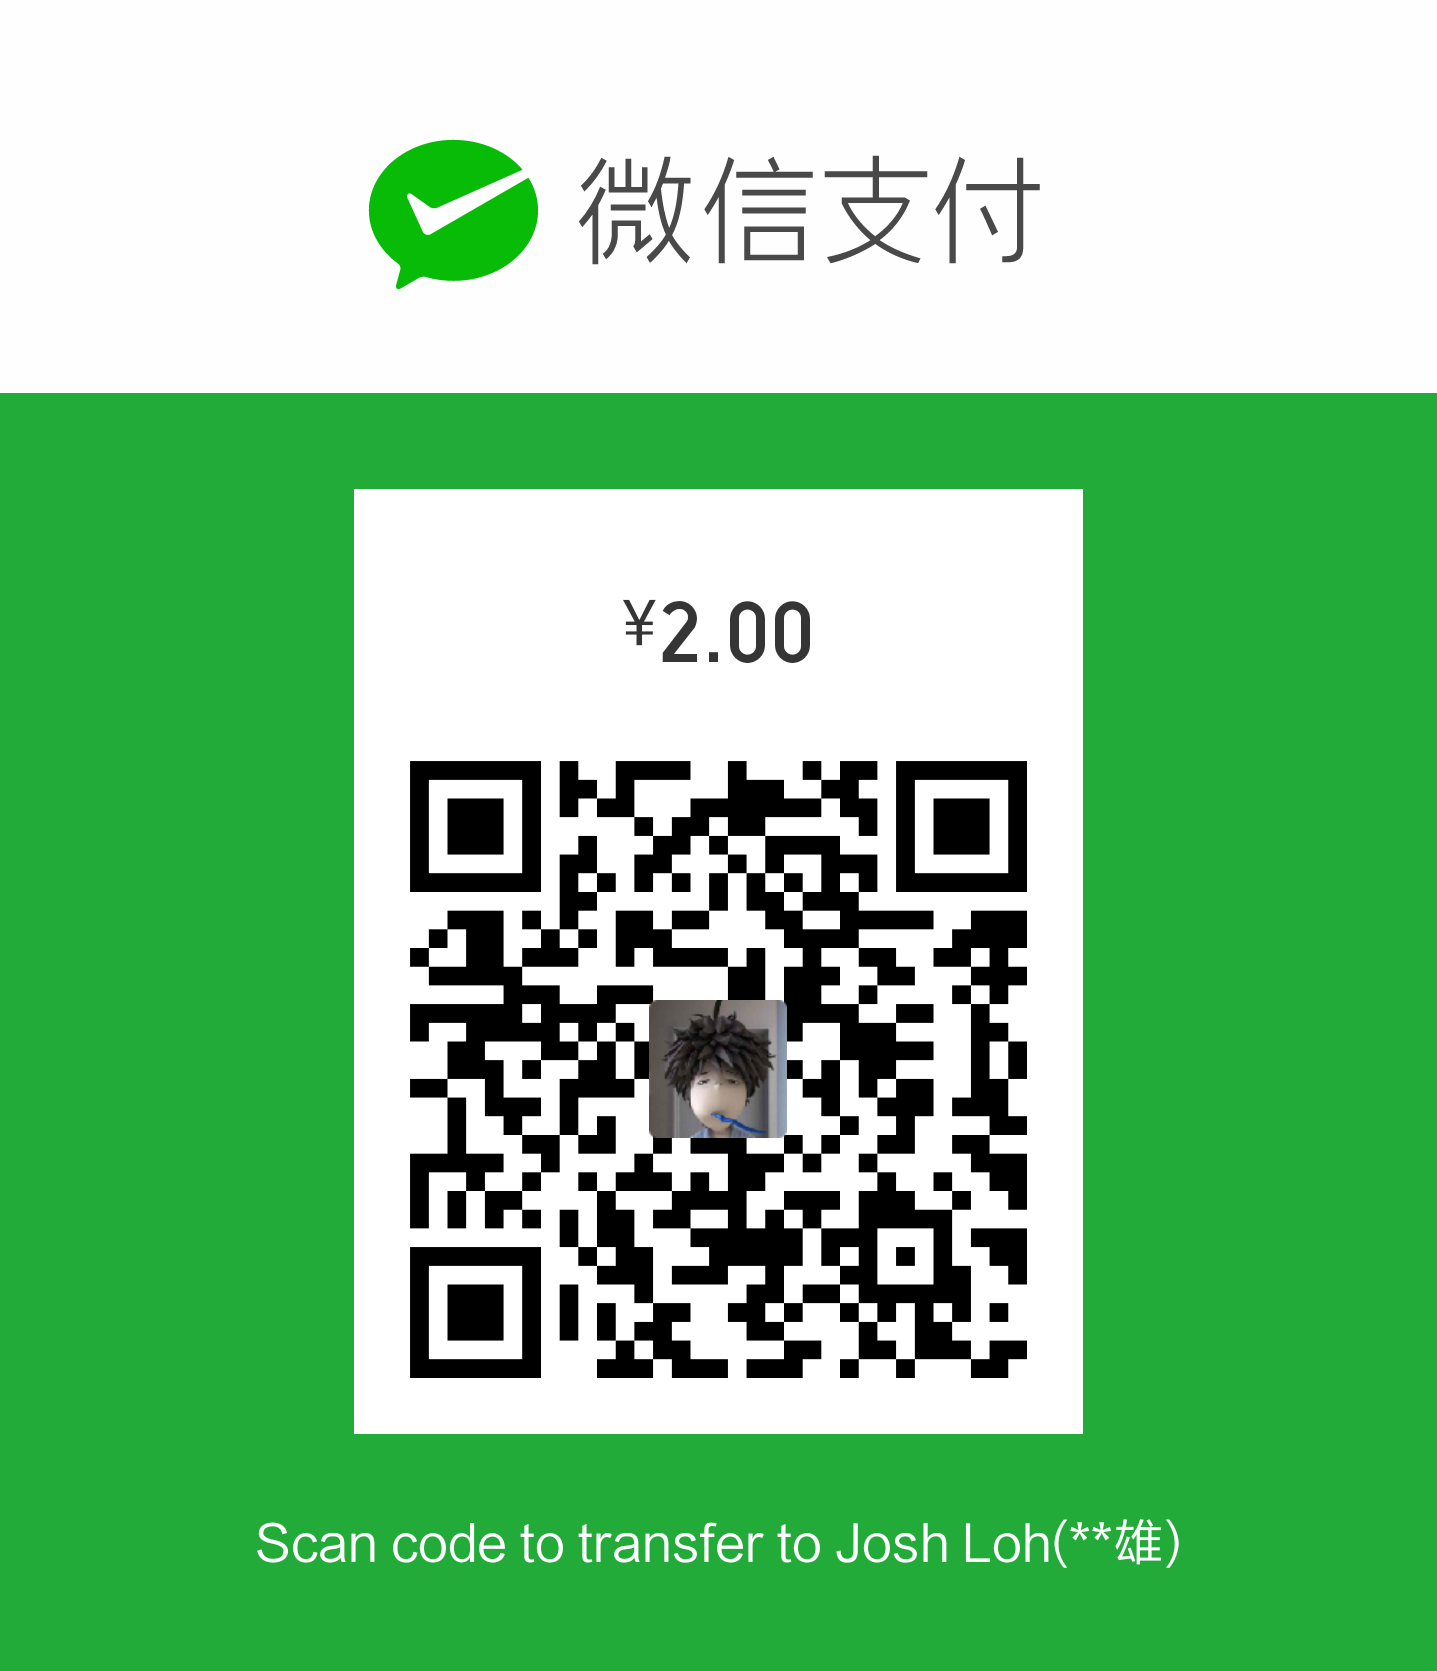 微信支付
¥2.00
Scan code to transfer to Josh Loh(**雄)